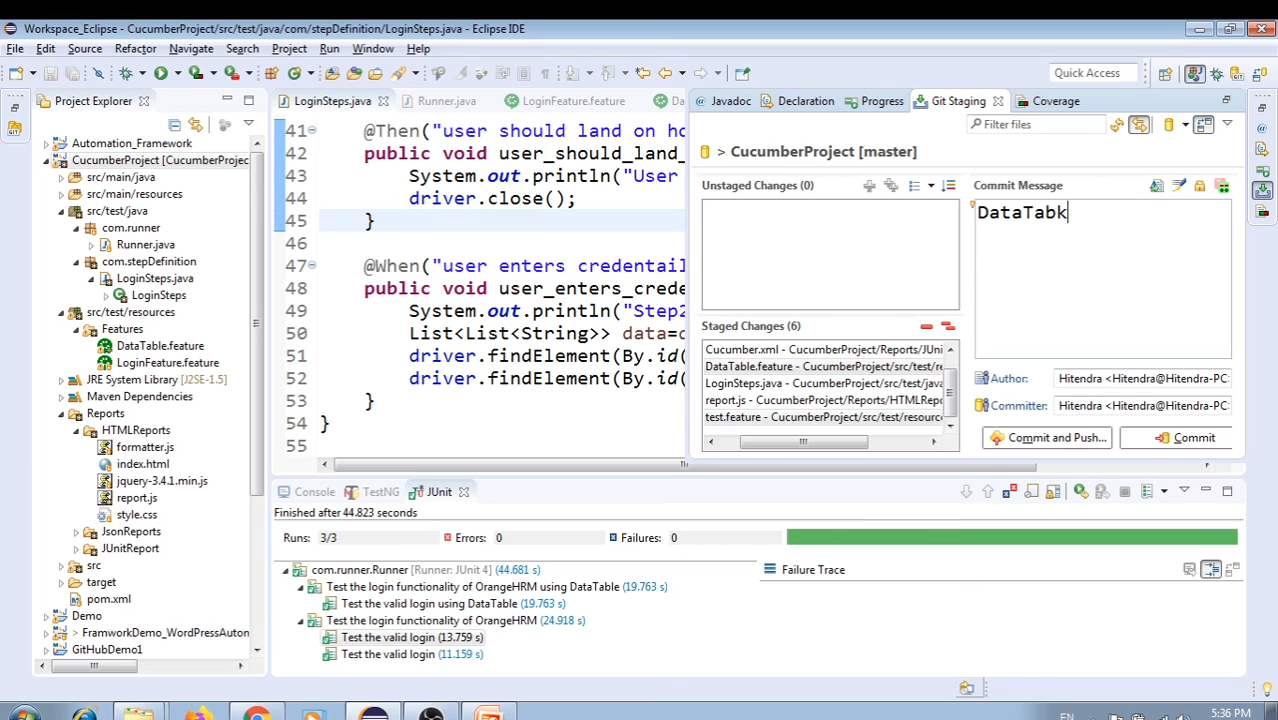 Workspace_Eclipse - CucumberProject/src/test/java/com/stepDefinition/LoginSteps.java - Eclipse IDE
File Edit Source Refactor Navigate Search Project Run Window Help
Quick Access
Project Explorer
Automation_Framework
CucumberProject [CucumberProjec
src/main/java
src/main/resources
src/test/java
com.runner
Runner.java
com.stepDefinition
LoginSteps.java
LoginSteps
src/test/resources
Features
DataTable.feature
LoginFeature.feature
JRE System Library [J2SE-1.5]
Maven Dependencies
Reports
HTMLReports
formatter.js
index.html
jquery-3.4.1.min.js
report.js
style.css
JsonReports
JUnitReport
src
target
pom.xml
Demo
> FramworkDemo_WordPressAuton
GitHubDemo1
LoginSteps.java Runner.java LoginFeature.feature Da
41 @Then("user should land on ho
42 public void user_should_land_
43 System.out.println("User
44 driver.close();
45 }
46
47 @When("user enters credentail
48 public void user_enters_crede
49 System.out.println("Step2
50 List<List<String>> data=d
51 driver.findElement(By.id(
52 driver.findElement(By.id(
53 }
54 }
55
Javadoc Declaration Progress Git Staging Coverage
Filter files
> CucumberProject [master]
Unstaged Changes (0)
Staged Changes (6)
Cucumber.xml - CucumberProject/Reports/JUni
DataTable.feature - CucumberProject/src/test/re
LoginSteps.java - CucumberProject/src/test/java
report.js - CucumberProject/Reports/HTMLRepo
test.feature - CucumberProject/src/test/resourc
Commit Message
DataTabk
Author: Hitendra <Hitendra@Hitendra-PC:
Committer: Hitendra <Hitendra@Hitendra-PC:
Commit and Push... Commit
Console TestNG JUnit
Finished after 44.823 seconds
Runs: 3/3 Errors: 0 Failures: 0
com.runner.Runner [Runner: JUnit 4] (44.681 s)
Test the login functionality of OrangeHRM using DataTable (19.763 s)
Test the valid login using DataTable (19.763 s)
Test the login functionality of OrangeHRM (24.918 s)
Test the valid login (13.759 s)
Test the valid login (11.159 s)
Failure Trace
EN
5:36 PM